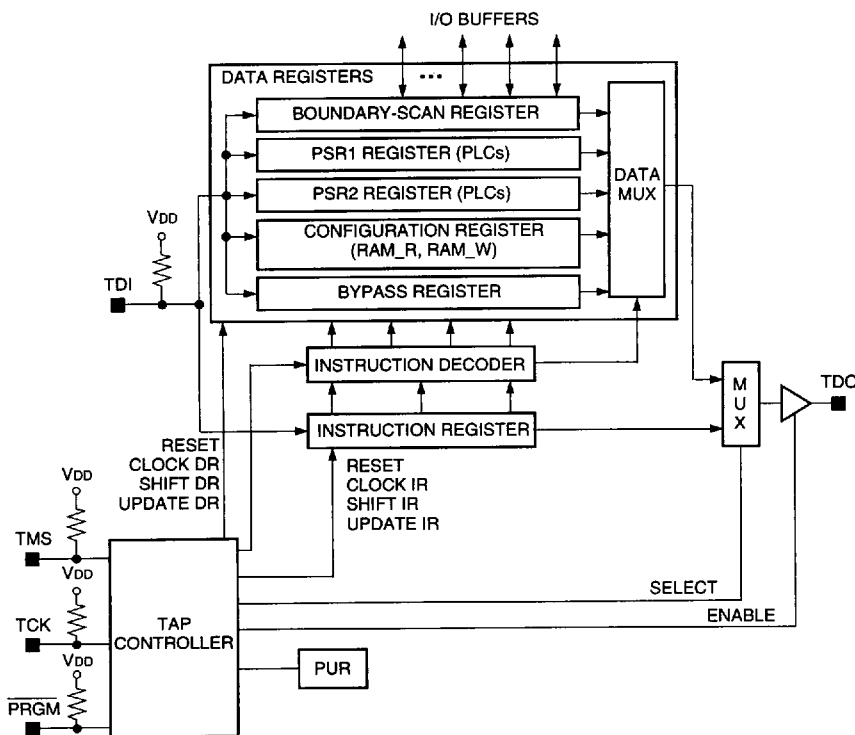 I/O BUFFERS
DATA REGISTERS
...
BOUNDARY-SCAN REGISTER
PSR1 REGISTER (PLCs)
PSR2 REGISTER (PLCs)
CONFIGURATION REGISTER
(RAM_R, RAM_W)
BYPASS REGISTER
DATA
MUX
VDD
TDI
INSTRUCTION DECODER
INSTRUCTION REGISTER
M
U
X
TDO
RESET
CLOCK DR
SHIFT DR
UPDATE DR
RESET
CLOCK IR
SHIFT IR
UPDATE IR
VDD
TMS
VDD
TCK
VDD
PRGM
TAP
CONTROLLER
SELECT
ENABLE
PUR